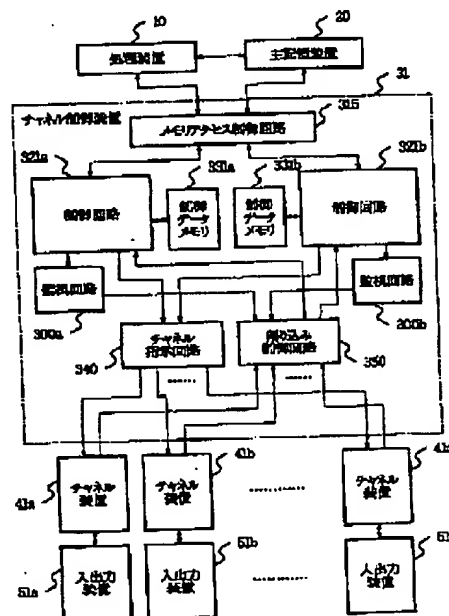 10
20
処理装置
主記憶装置
31
チャネル制御装置
メモリアクセス制御回路
315
321a
331a
331b
321b
制御回路
制御
データ
メモリ
制御
データ
メモリ
制御回路
監視回路
監視回路
300a
チャネル
指示回路
割り込み
制御回路
300b
340
350
41a
チャネル
装置
チャネル
装置
41b
チャネル
装置
51a
入出力
装置
入出力
装置
51b
入出力
装置